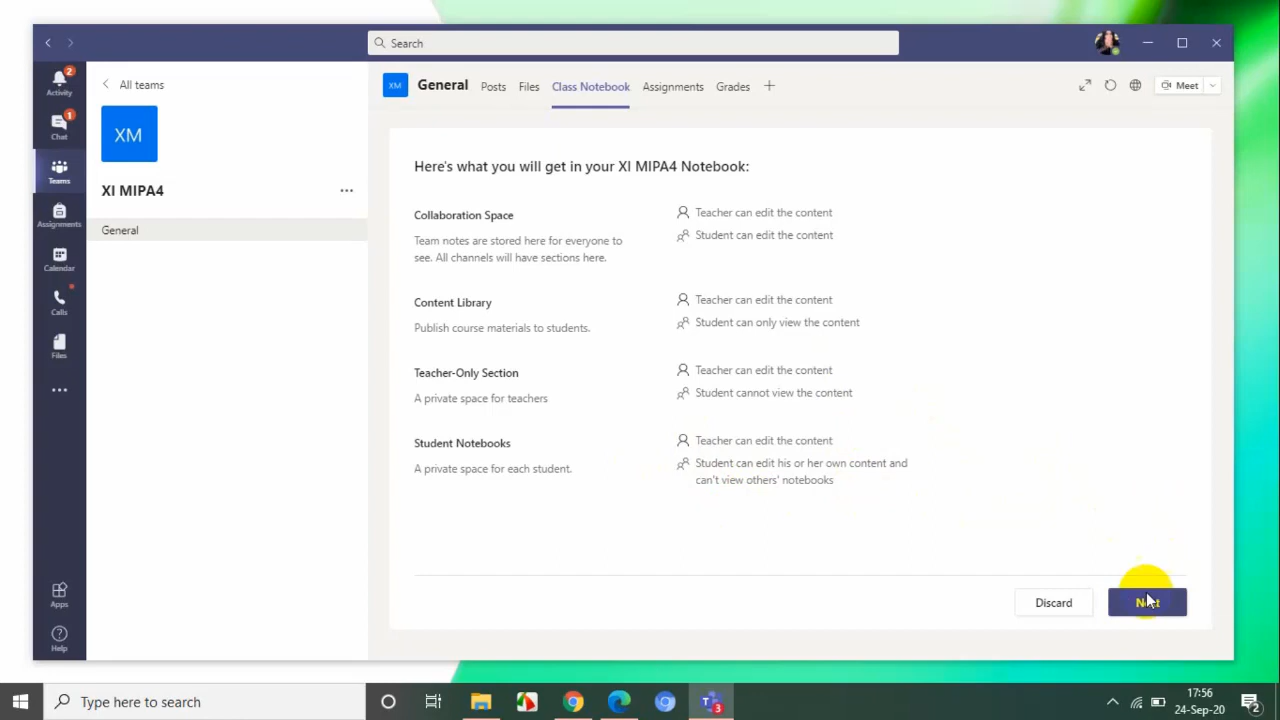 Search
Activity
2
Chat
1
Teams
Assignments
Calendar
Calls
Files
Apps
Help
All teams
XM
XI MIPA4
General
XM
General
Posts
Files
Class Notebook
Assignments
Grades
Meet
Here's what you will get in your XI MIPA4 Notebook:
Collaboration Space
Team notes are stored here for everyone to
see. All channels will have sections here.
Teacher can edit the content
Student can edit the content
Content Library
Publish course materials to students.
Teacher can edit the content
Student can only view the content
Teacher-Only Section
A private space for teachers
Teacher can edit the content
Student cannot view the content
Student Notebooks
A private space for each student.
Teacher can edit the content
Student can edit his or her own content and
can't view others' notebooks
Discard
Next
Type here to search
T
3
17:56
24-Sep-20
2